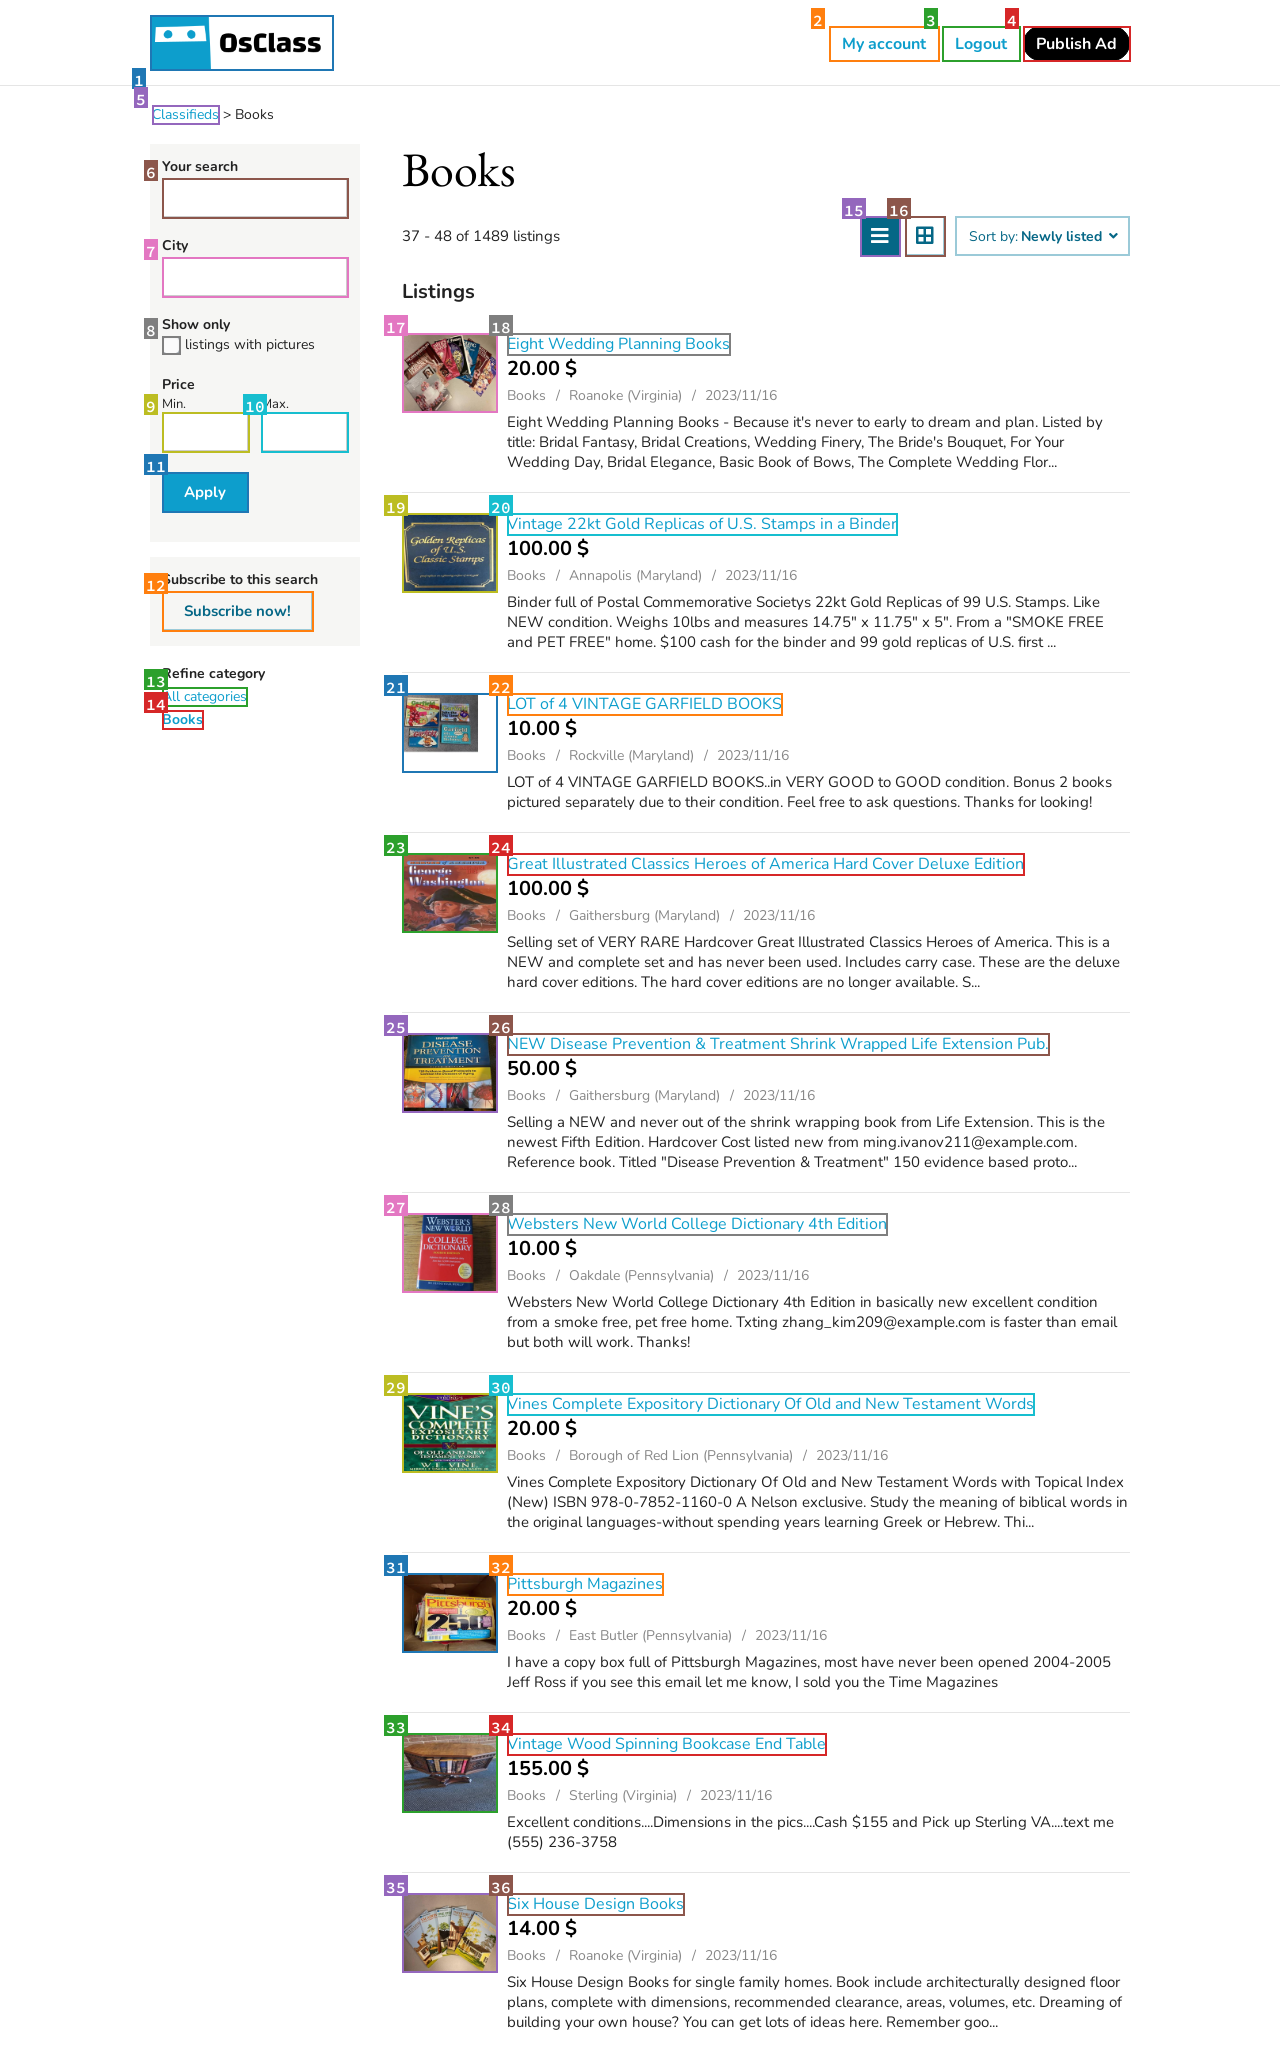 OsClass
2
My account
3
Logout
4
Publish Ad
1
5
Classifieds > Books
6
Your search
7
City
8
Show only
listings with pictures
Price
9
Min.
10
Max.
11
Apply
12
Subscribe to this search
Subscribe now!
13
Refine category
All categories
14
Books
Books
37 - 48 of 1489 listings
15
16
Sort by: Newly listed
Listings
17
18
Eight Wedding Planning Books
20.00 $
Books / Roanoke (Virginia) / 2023/11/16
Eight Wedding Planning Books - Because it's never to early to dream and plan. Listed by
title: Bridal Fantasy, Bridal Creations, Wedding Finery, The Bride's Bouquet, For Your
Wedding Day, Bridal Elegance, Basic Book of Bows, The Complete Wedding Flor...
19
Golden Replicas
of U.S.
Classic Stamps
20
Vintage 22kt Gold Replicas of U.S. Stamps in a Binder
100.00 $
Books / Annapolis (Maryland) / 2023/11/16
Binder full of Postal Commemorative Societys 22kt Gold Replicas of 99 U.S. Stamps. Like
NEW condition. Weighs 10lbs and measures 14.75" x 11.75" x 5". From a "SMOKE FREE
and PET FREE" home. $100 cash for the binder and 99 gold replicas of U.S. first ...
21
22
LOT of 4 VINTAGE GARFIELD BOOKS
10.00 $
Books / Rockville (Maryland) / 2023/11/16
LOT of 4 VINTAGE GARFIELD BOOKS..in VERY GOOD to GOOD condition. Bonus 2 books
pictured separately due to their condition. Feel free to ask questions. Thanks for looking!
23
George
Washington
24
Great Illustrated Classics Heroes of America Hard Cover Deluxe Edition
100.00 $
Books / Gaithersburg (Maryland) / 2023/11/16
Selling set of VERY RARE Hardcover Great Illustrated Classics Heroes of America. This is a
NEW and complete set and has never been used. Includes carry case. These are the deluxe
hard cover editions. The hard cover editions are no longer available. S...
25
DISEASE
PREVENTION
TREATMENT
26
NEW Disease Prevention & Treatment Shrink Wrapped Life Extension Pub.
50.00 $
Books / Gaithersburg (Maryland) / 2023/11/16
Selling a NEW and never out of the shrink wrapping book from Life Extension. This is the
newest Fifth Edition. Hardcover Cost listed new from ming.ivanov211@example.com.
Reference book. Titled "Disease Prevention & Treatment" 150 evidence based proto...
27
WEBSTER'S
NEW WORLD
COLLEGE
DICTIONARY
28
Websters New World College Dictionary 4th Edition
10.00 $
Books / Oakdale (Pennsylvania) / 2023/11/16
Websters New World College Dictionary 4th Edition in basically new excellent condition
from a smoke free, pet free home. Txting zhang_kim209@example.com is faster than email
but both will work. Thanks!
29
VINE'S
COMPLETE
EXPOSITORY
DICTIONARY
OF OLD AND NEW
TESTAMENT WORDS
W.E. VINE
30
Vines Complete Expository Dictionary Of Old and New Testament Words
20.00 $
Books / Borough of Red Lion (Pennsylvania) / 2023/11/16
Vines Complete Expository Dictionary Of Old and New Testament Words with Topical Index
(New) ISBN 978-0-7852-1160-0 A Nelson exclusive. Study the meaning of biblical words in
the original languages-without spending years learning Greek or Hebrew. Thi...
31
Pittsburgh
250
32
Pittsburgh Magazines
20.00 $
Books / East Butler (Pennsylvania) / 2023/11/16
I have a copy box full of Pittsburgh Magazines, most have never been opened 2004-2005
Jeff Ross if you see this email let me know, I sold you the Time Magazines
33
34
Vintage Wood Spinning Bookcase End Table
155.00 $
Books / Sterling (Virginia) / 2023/11/16
Excellent conditions....Dimensions in the pics....Cash $155 and Pick up Sterling VA....text me
(555) 236-3758
35
36
Six House Design Books
14.00 $
Books / Roanoke (Virginia) / 2023/11/16
Six House Design Books for single family homes. Book include architecturally designed floor
plans, complete with dimensions, recommended clearance, areas, volumes, etc. Dreaming of
building your own house? You can get lots of ideas here. Remember goo...